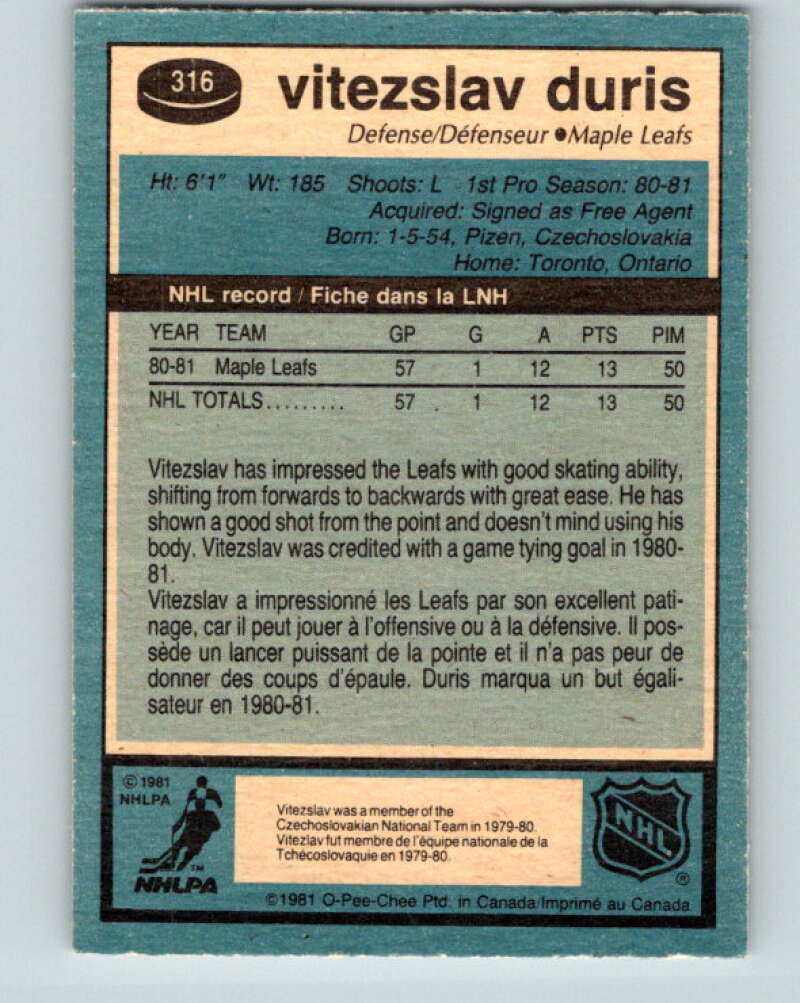 316
vitezslav duris
Defense/Défenseur ●Maple Leafs
Ht: 6'1" Wt: 185 Shoots: L 1st Pro Season: 80-81
Acquired: Signed as Free Agent
Born: 1-5-54, Plzen, Czechoslovakia
Home: Toronto, Ontario
NHL record / Fiche dans la LNH
YEAR TEAM GP G A PTS PIM
80-81 Maple Leafs 57 1 12 13 50
NHL TOTALS......... 57 1 12 13 50
Vitezslav has impressed the Leafs with good skating ability,
shifting from forwards to backwards with great ease. He has
shown a good shot from the point and doesn't mind using his
body. Vitezslav was credited with a game tying goal in 1980-
81.
Vitezslav a impressionné les Leafs par son excellent pati-
nage, car il peut jouer à l'offensive ou à la défensive. Il pos-
sède un lancer puissant de la pointe et il n'a pas peur de
donner des coups d'épaule. Duris marqua un but égali-
sateur en 1980-81.
© 1981
NHLPA
Vitezslav was a member of the
Czechoslovakian National Team in 1979-80.
Vitezlav fut membre de l'équipe nationale de la
Tchécoslovaquie en 1979-80.
NHL
®
TM
NHLPA
©1981 O-Pee-Chee Ptd. in Canada/Imprimé au Canada